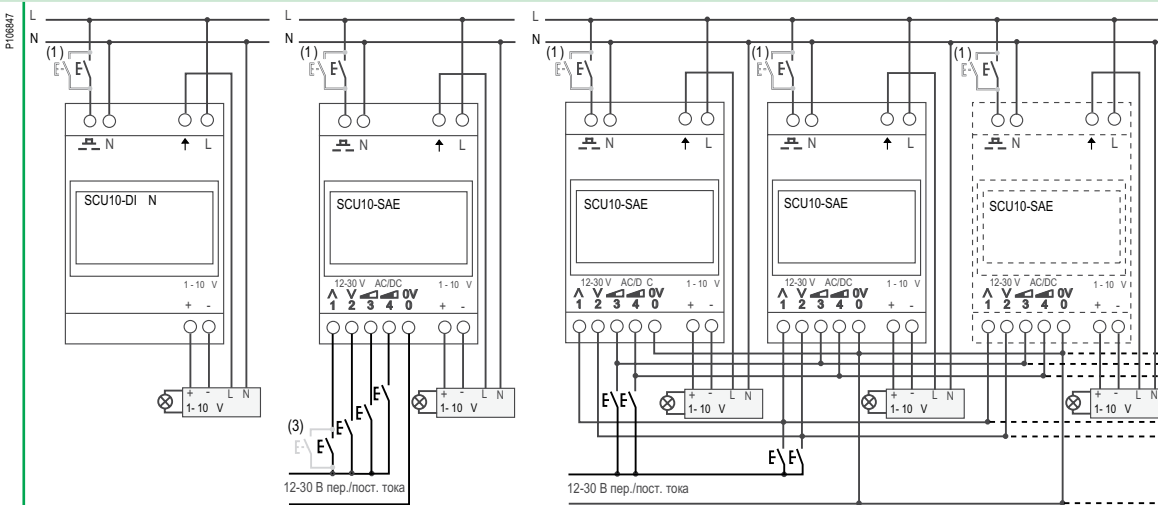 P106847
L
N
(1)
E
E
N
L
SCU10-DI N
1 - 10 V
+ -
+ - L N
1- 10 V
L
N
(1)
E
E
N
L
SCU10-SAE
12-30 V AC/DC
1 - 10 V
0V
1 2 3 4 0
+ -
+ - L N
1- 10 V
E
E
E
(3)
E
E
12-30 В пер./пост. тока
L
N
(1)
E
E
N
L
SCU10-SAE
12-30 V AC/D C
1 - 10 V
0V
1 2 3 4 0
+ -
E E
+ - L N
1- 10 V
(1)
E
E
N
L
SCU10-SAE
12-30 V AC/DC
1 - 10 V
0V
1 2 3 4 0
+ -
+ - L N
1- 10 V
E E
(1)
E
E
N
L
SCU10-SAE
12-30 V AC/DC
1 - 10 V
0V
1 2 3 4 0
+ -
+ - L N
1- 10 V
12-30 В пер./пост. тока